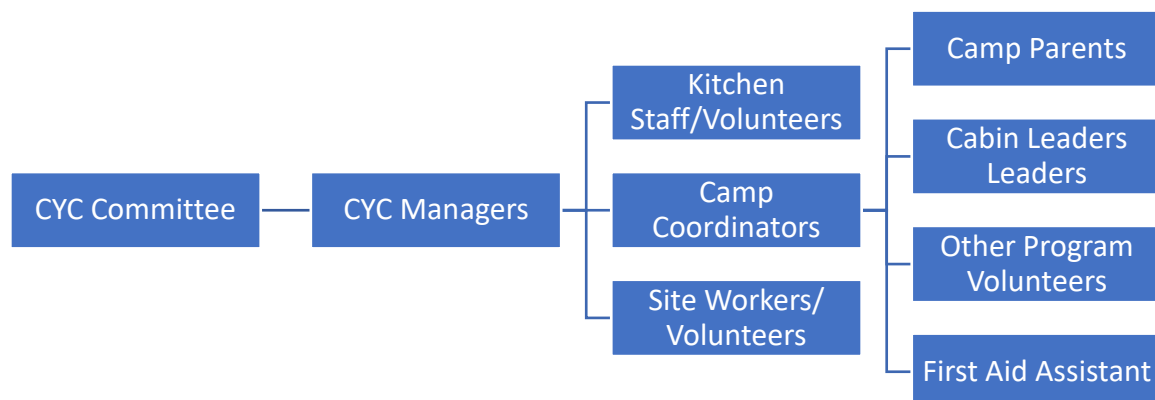 CYC Committee
CYC Managers
Kitchen
Staff/Volunteers
Camp
Coordinators
Site Workers/
Volunteers
Camp Parents
Cabin Leaders
Leaders
Other Program
Volunteers
First Aid Assistant